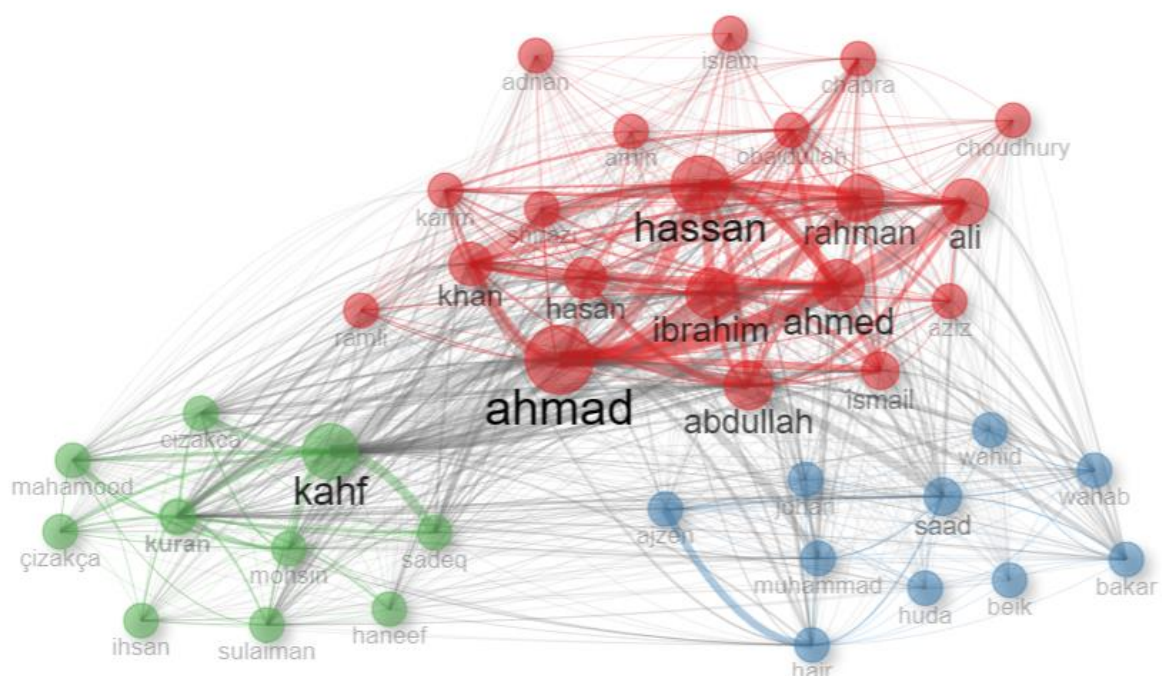 islam
adnan
chapra
amin
obaidullah
choudhury
karim
shirazi
hassan
rahman
ali
khan
hasan
ibrahim
ahmed
aziz
ramli
ahmad
abdullah
ismail
cizakca
wahid
mahamood
kahf
johari
wahab
kuran
saad
ajzen
çizakça
mohsin
sadeq
muhammad
bakar
huda
beik
ihsan
sulaiman
haneef
hair